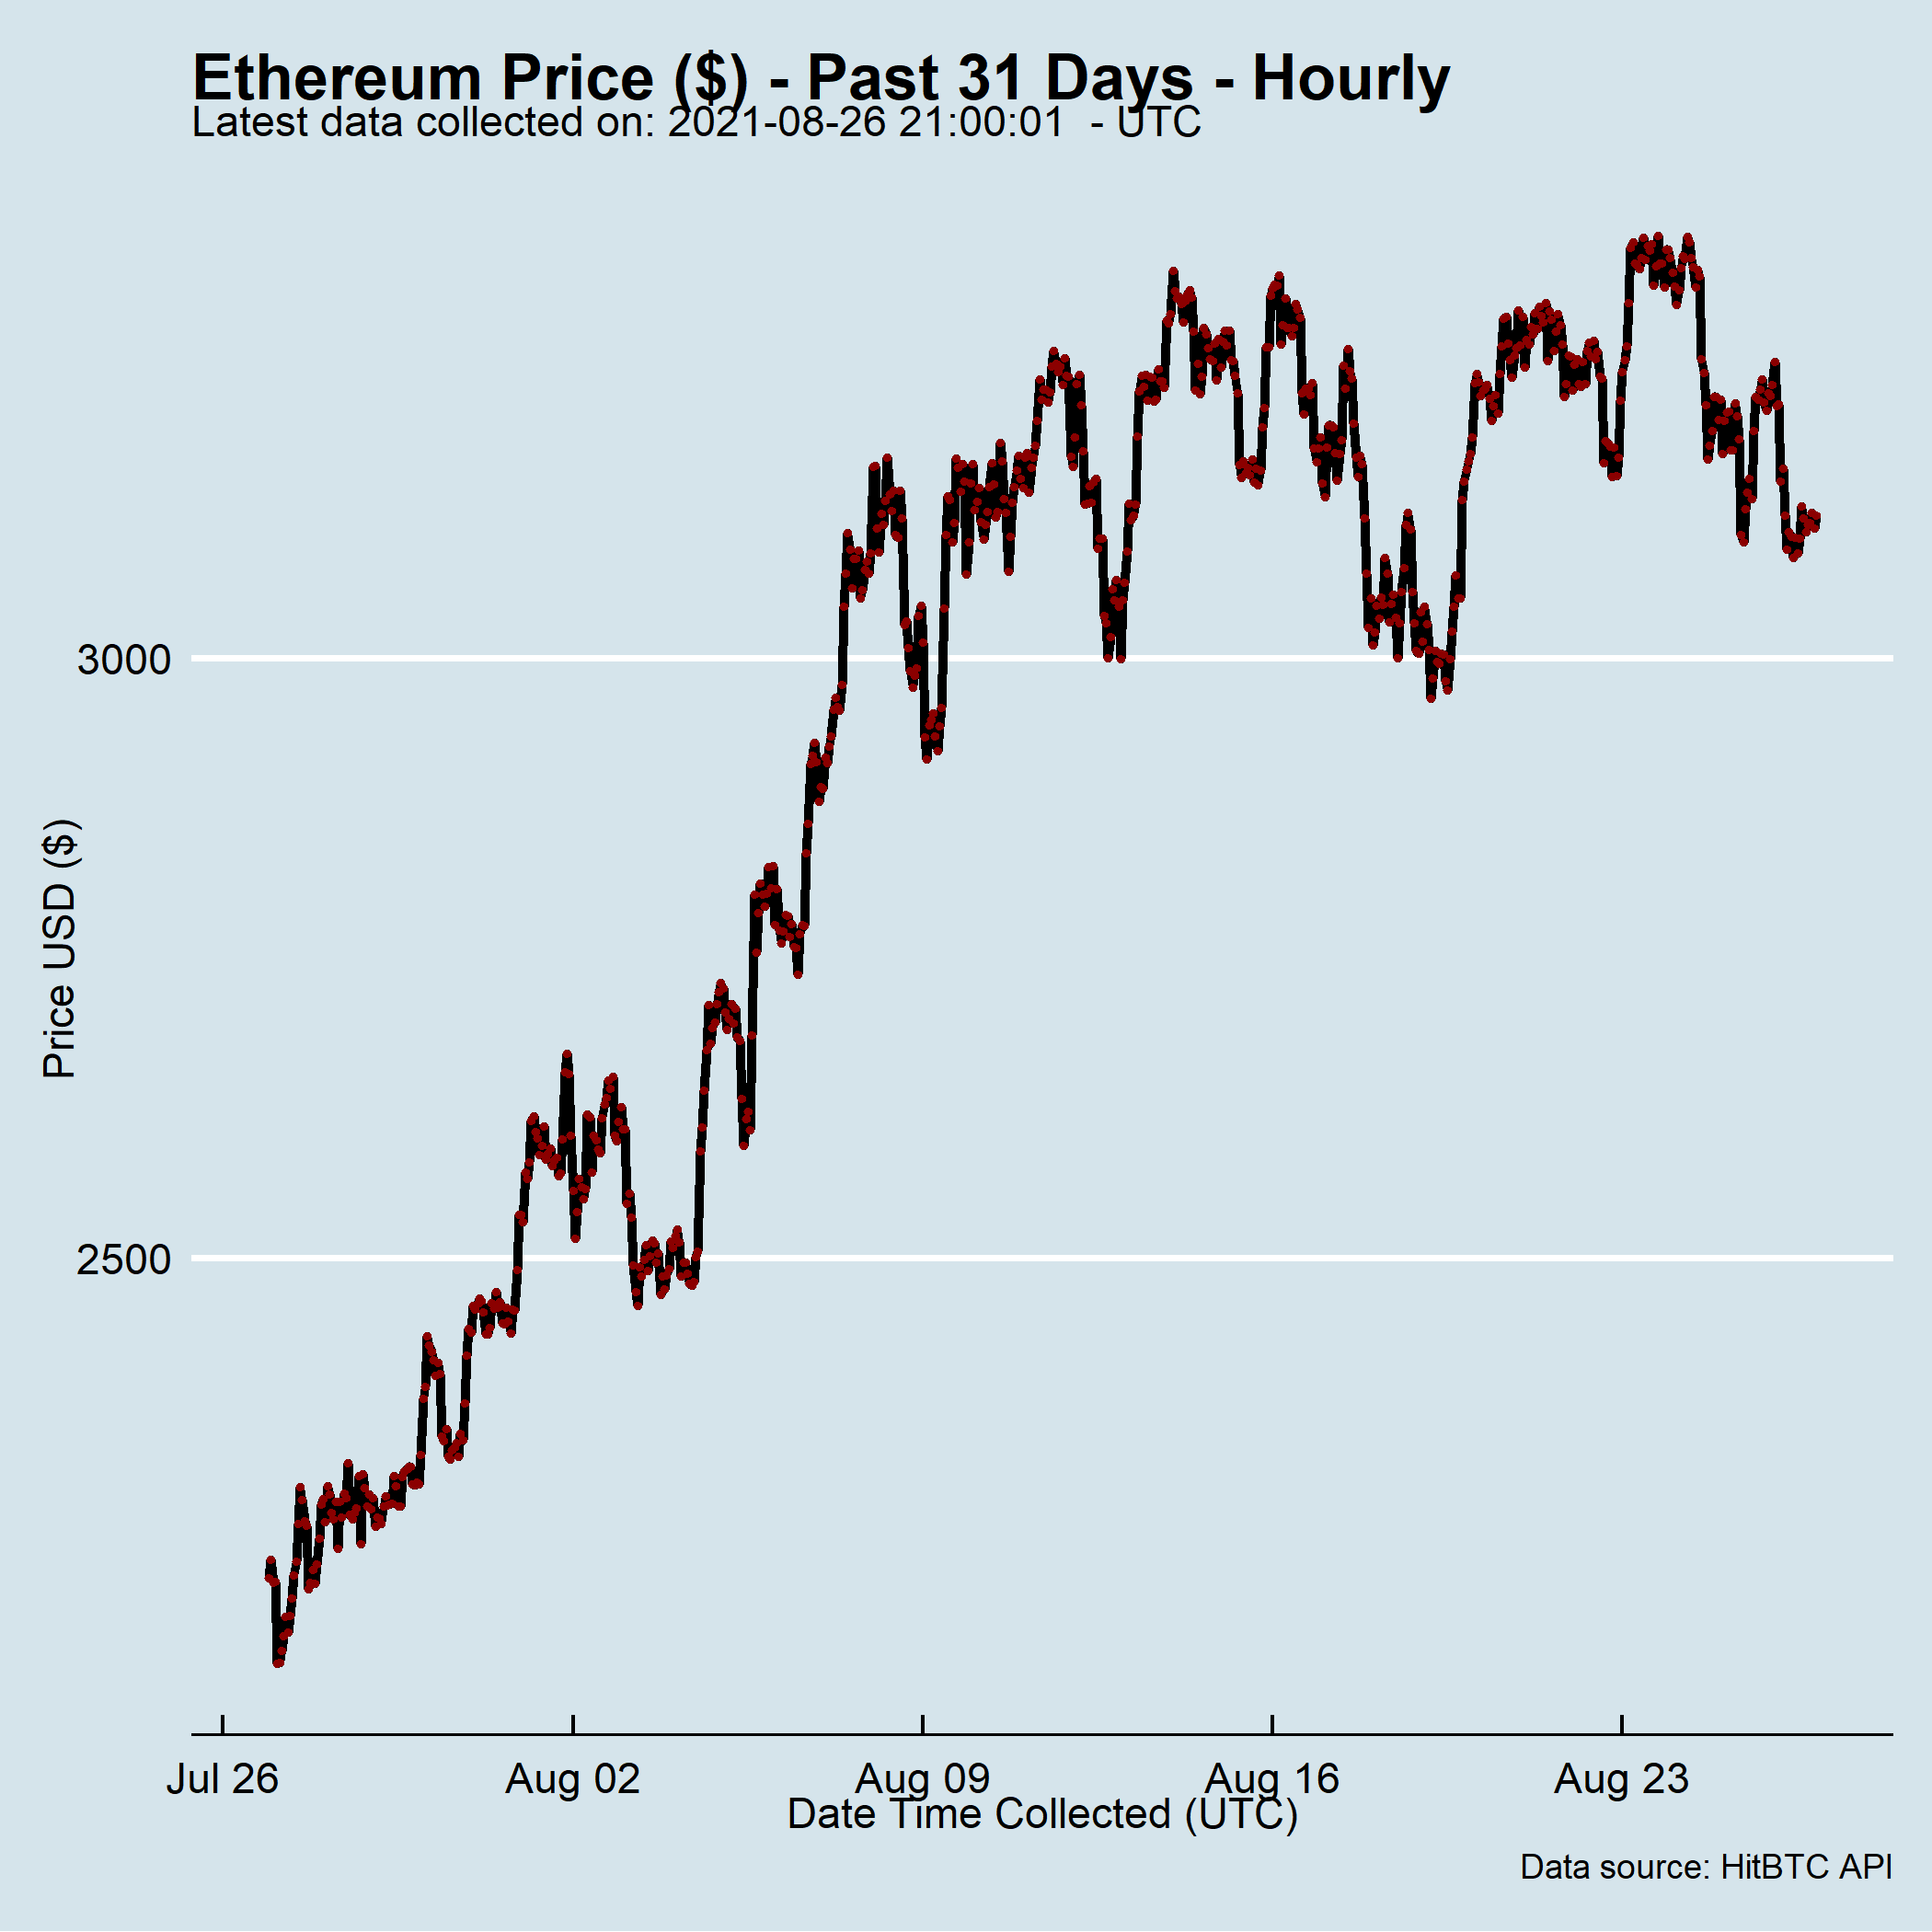 Ethereum Price ($) - Past 31 Days - Hourly
Latest data collected on: 2021-08-26 21:00:01  - UTC
3000
2500
Price USD ($)
Jul 26
Aug 02
Aug 09
Aug 16
Aug 23
Date Time Collected (UTC)
Data source: HitBTC API